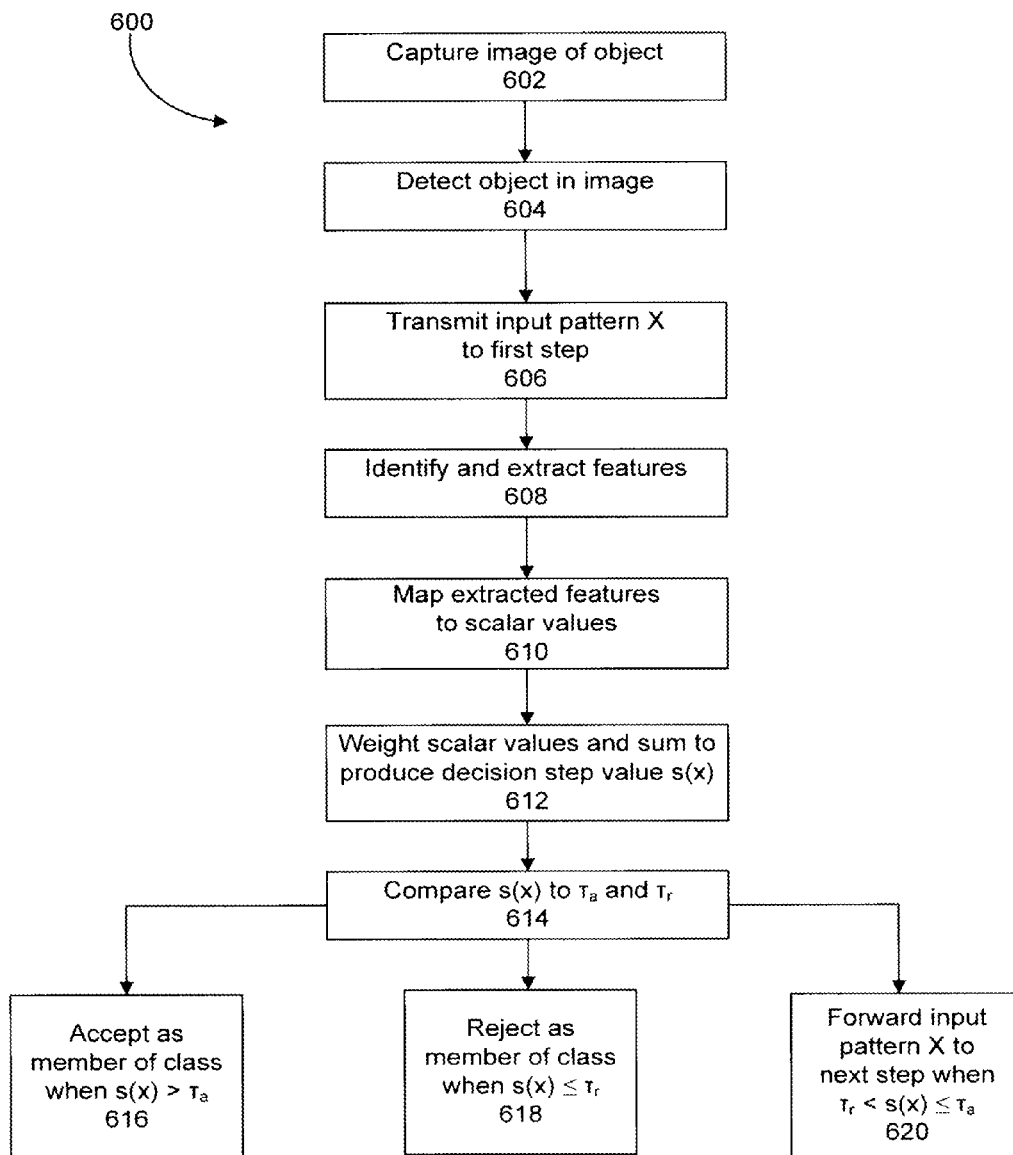 600
Capture image of object
602
Detect object in image
604
Transmit input pattern X
to first step
606
Identify and extract features
608
Map extracted features
to scalar values
610
Weight scalar values and sum to
produce decision step value s(x)
612
Compare s(x) to τₐ and τᵣ
614
Accept as
member of class
when s(x) > τₐ
616
Reject as
member of class
when s(x) ≤ τᵣ
618
Forward input
pattern X to
next step when
τᵣ < s(x) ≤ τₐ
620